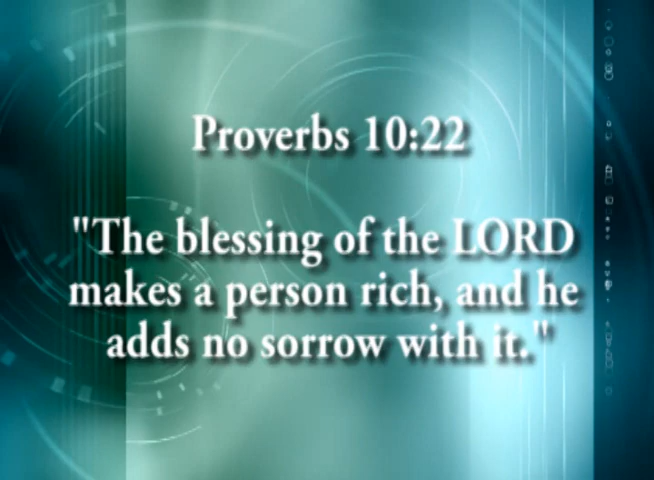 Proverbs 10:22
"The blessing of the LORD
makes a person rich, and he
adds no sorrow with it."